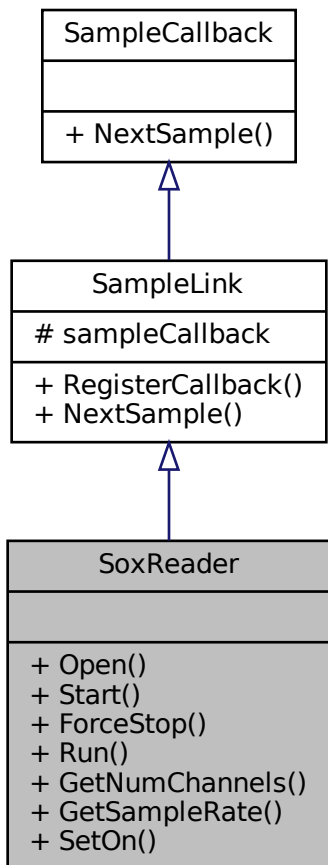 SampleCallback
+ NextSample()
SampleLink
# sampleCallback
+ RegisterCallback()
+ NextSample()
SoxReader
+ Open()
+ Start()
+ ForceStop()
+ Run()
+ GetNumChannels()
+ GetSampleRate()
+ SetOn()